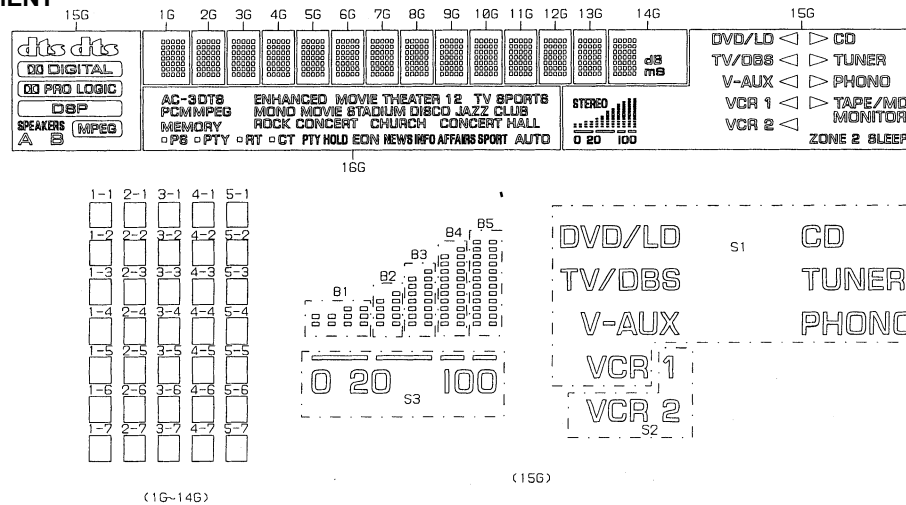 MENT
15G 1G 2G 3G 4G 5G 6G 7G 8G 9G 10G 11G 12G 13G 14G 15G
dts dts
DIGITAL
PRO LOGIC
DSP
SPEAKERS MPEG
A B
dB
mS
AC-3 DTS ENHANCED MOVIE THEATER 12 TV SPORTS
PCM MPEG MONO MOVIE STADIUM DISCO JAZZ CLUB
MEMORY ROCK CONCERT CHURCH CONCERT HALL
PS PTY RT CT PTY HOLD EON NEWS INFO AFFAIRS SPORT AUTO
STEREO
0 20 100
DVD/LD ◁ ▷ CD
TV/DBS ◁ ▷ TUNER
V-AUX ◁ ▷ PHONO
VCR 1 ◁ ▷ TAPE/MD
VCR 2 ◁ MONITOR
ZONE 2 SLEEP
16G
1-1 2-1 3-1 4-1 5-1
1-2 2-2 3-2 4-2 5-2
1-3 2-3 3-3 4-3 5-3
1-4 2-4 3-4 4-4 5-4
1-5 2-5 3-5 4-5 5-5
1-6 2-6 3-6 4-6 5-6
1-7 2-7 3-7 4-7 5-7
(1G~14G)
B1 B2 B3 B4 B5
0 20 100
S3
DVD/LD S1 CD
TV/DBS TUNER
V-AUX PHONO
VCR 1
VCR 2
S2
(15G)